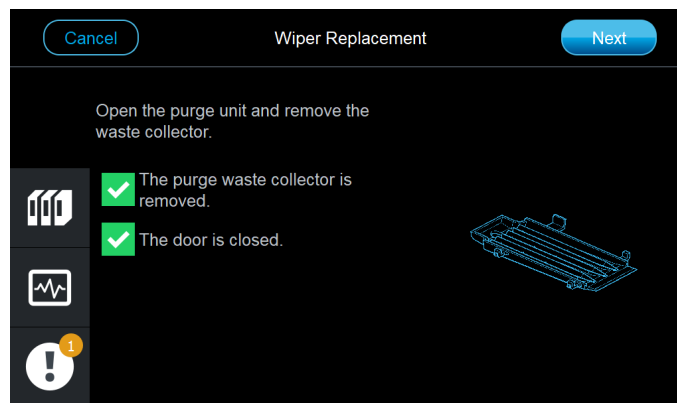 Cancel
Wiper Replacement
Next
Open the purge unit and remove the
waste collector.
The purge waste collector is
removed.
The door is closed.
1